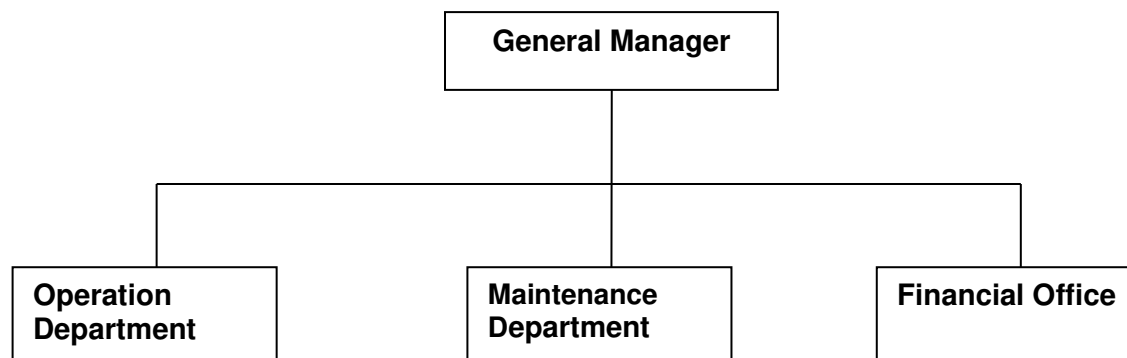 General Manager
Operation
Department
Maintenance
Department
Financial Office